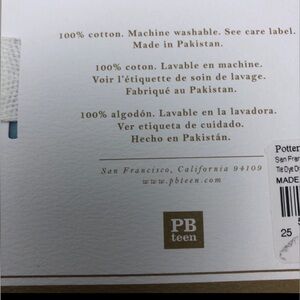 100% cotton. Machine washable. See care label.
Made in Pakistan.
100% coton. Lavable en machine.
Voir l'étiquette de soin de lavage.
Fabriqué au Pakistan.
100% algodón. Lavable en la lavadora.
Ver etiqueta de cuidado.
Hecho en Pakistán.
San Francisco, California 94109
www.pbteen.com
PB
teen
Potter
San Fran
Tie Dye
MADE
25